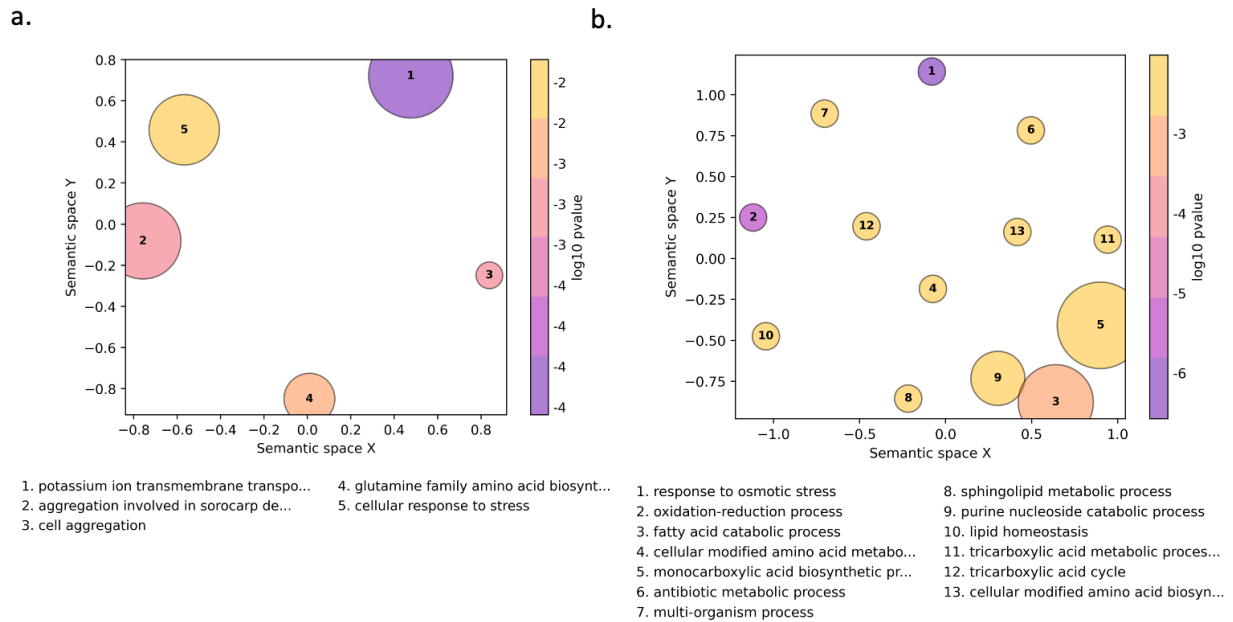 a.
b.
0.8
0.6
0.4
0.2
0.0
−0.2
−0.4
−0.6
−0.8
Semantic space Y
1
5
2
3
4
−0.8
−0.6
−0.4
−0.2
0.0
0.2
0.4
0.6
0.8
Semantic space X
-2
-2
-3
-3
-3
-4
-4
-4
-4
log10 pvalue
1. potassium ion transmembrane transpo...
2. aggregation involved in sorocarp de...
3. cell aggregation
4. glutamine family amino acid biosynt...
5. cellular response to stress
1.00
0.75
0.50
0.25
0.00
−0.25
−0.50
−0.75
Semantic space Y
1
7
6
2
12
13
11
4
5
10
9
8
3
−1.0
−0.5
0.0
0.5
1.0
Semantic space X
-3
-4
-5
-6
log10 pvalue
1. response to osmotic stress
2. oxidation-reduction process
3. fatty acid catabolic process
4. cellular modified amino acid metabo...
5. monocarboxylic acid biosynthetic pr...
6. antibiotic metabolic process
7. multi-organism process
8. sphingolipid metabolic process
9. purine nucleoside catabolic process
10. lipid homeostasis
11. tricarboxylic acid metabolic proces...
12. tricarboxylic acid cycle
13. cellular modified amino acid biosyn...